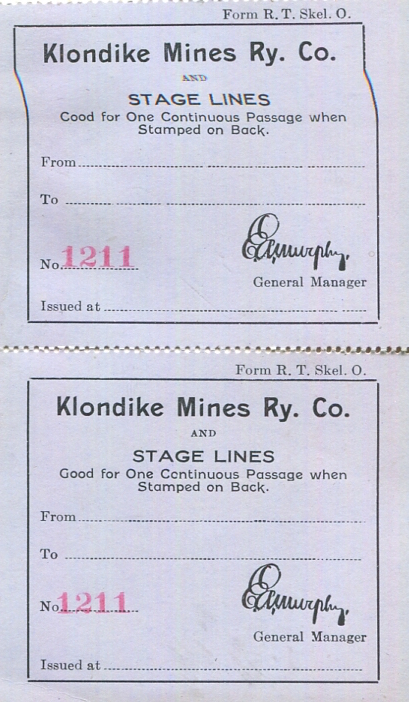 Form R. T. Skel. O.
Klondike Mines Ry. Co.
AND
STAGE LINES
Good for One Continuous Passage when
Stamped on Back.
From
To
No. 1211
E.A. Murphy.
General Manager
Issued at
Form R. T. Skel. O.
Klondike Mines Ry. Co.
AND
STAGE LINES
Good for One Continuous Passage when
Stamped on Back.
From
To
No. 1211
E.A. Murphy.
General Manager
Issued at